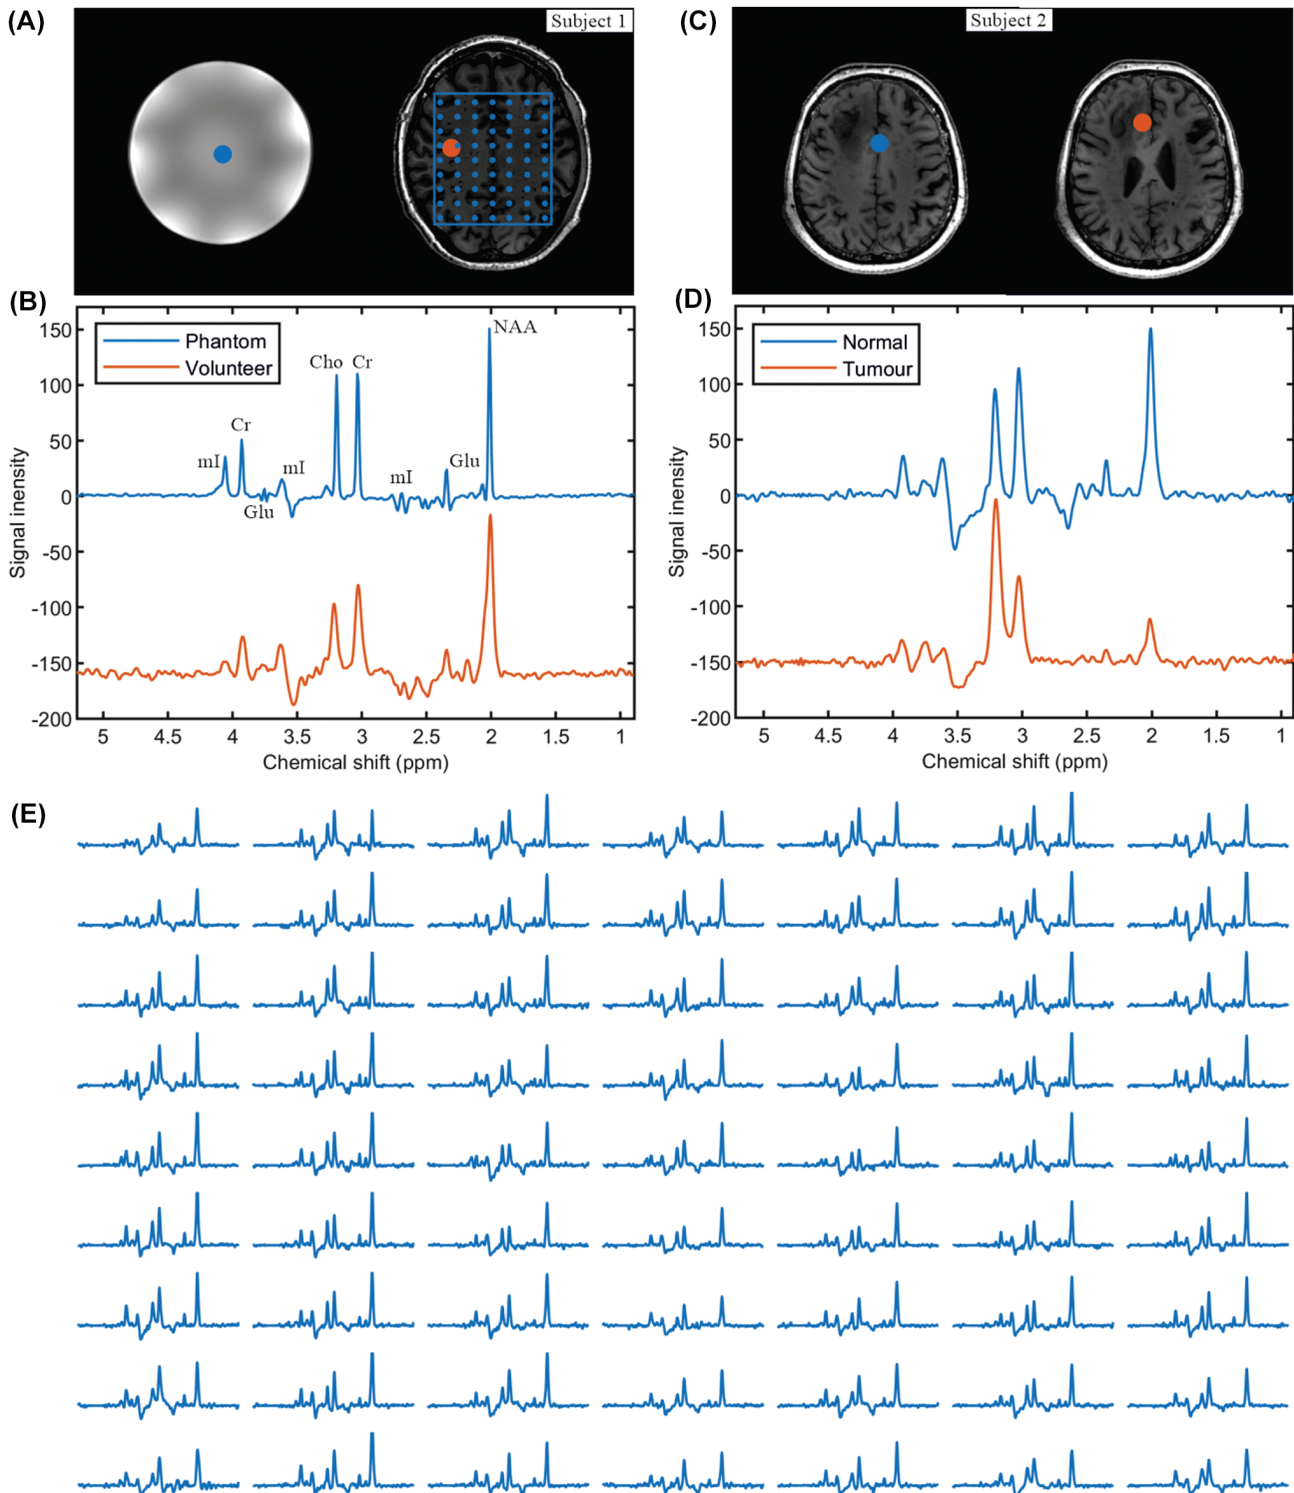 (A)
Subject 1
(C)
Subject 2
(B)
150
100
50
0
-50
-100
-150
-200
Signal inensity
Phantom
Volunteer
mI
Cr
Glu
mI
Cho
Cr
mI
Glu
NAA
5
4.5
4
3.5
3
2.5
2
1.5
1
Chemical shift (ppm)
(D)
150
100
50
0
-50
-100
-150
-200
Signal inensity
Normal
Tumour
5
4.5
4
3.5
3
2.5
2
1.5
1
Chemical shift (ppm)
(E)